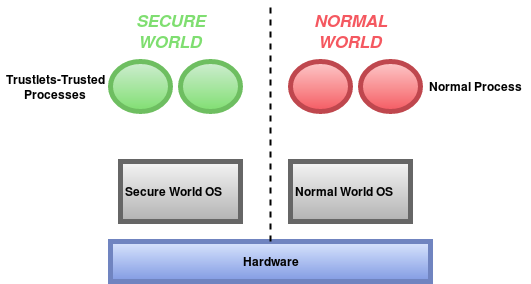 SECURE
WORLD
NORMAL
WORLD
Trustlets-Trusted
Processes
Normal Process
Secure World OS
Normal World OS
Hardware